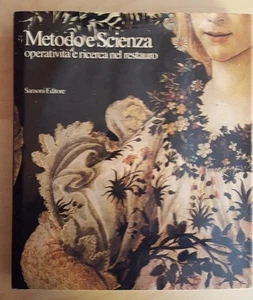 Metodo e Scienza
operatività e ricerca nel restauro
Sansoni Editore